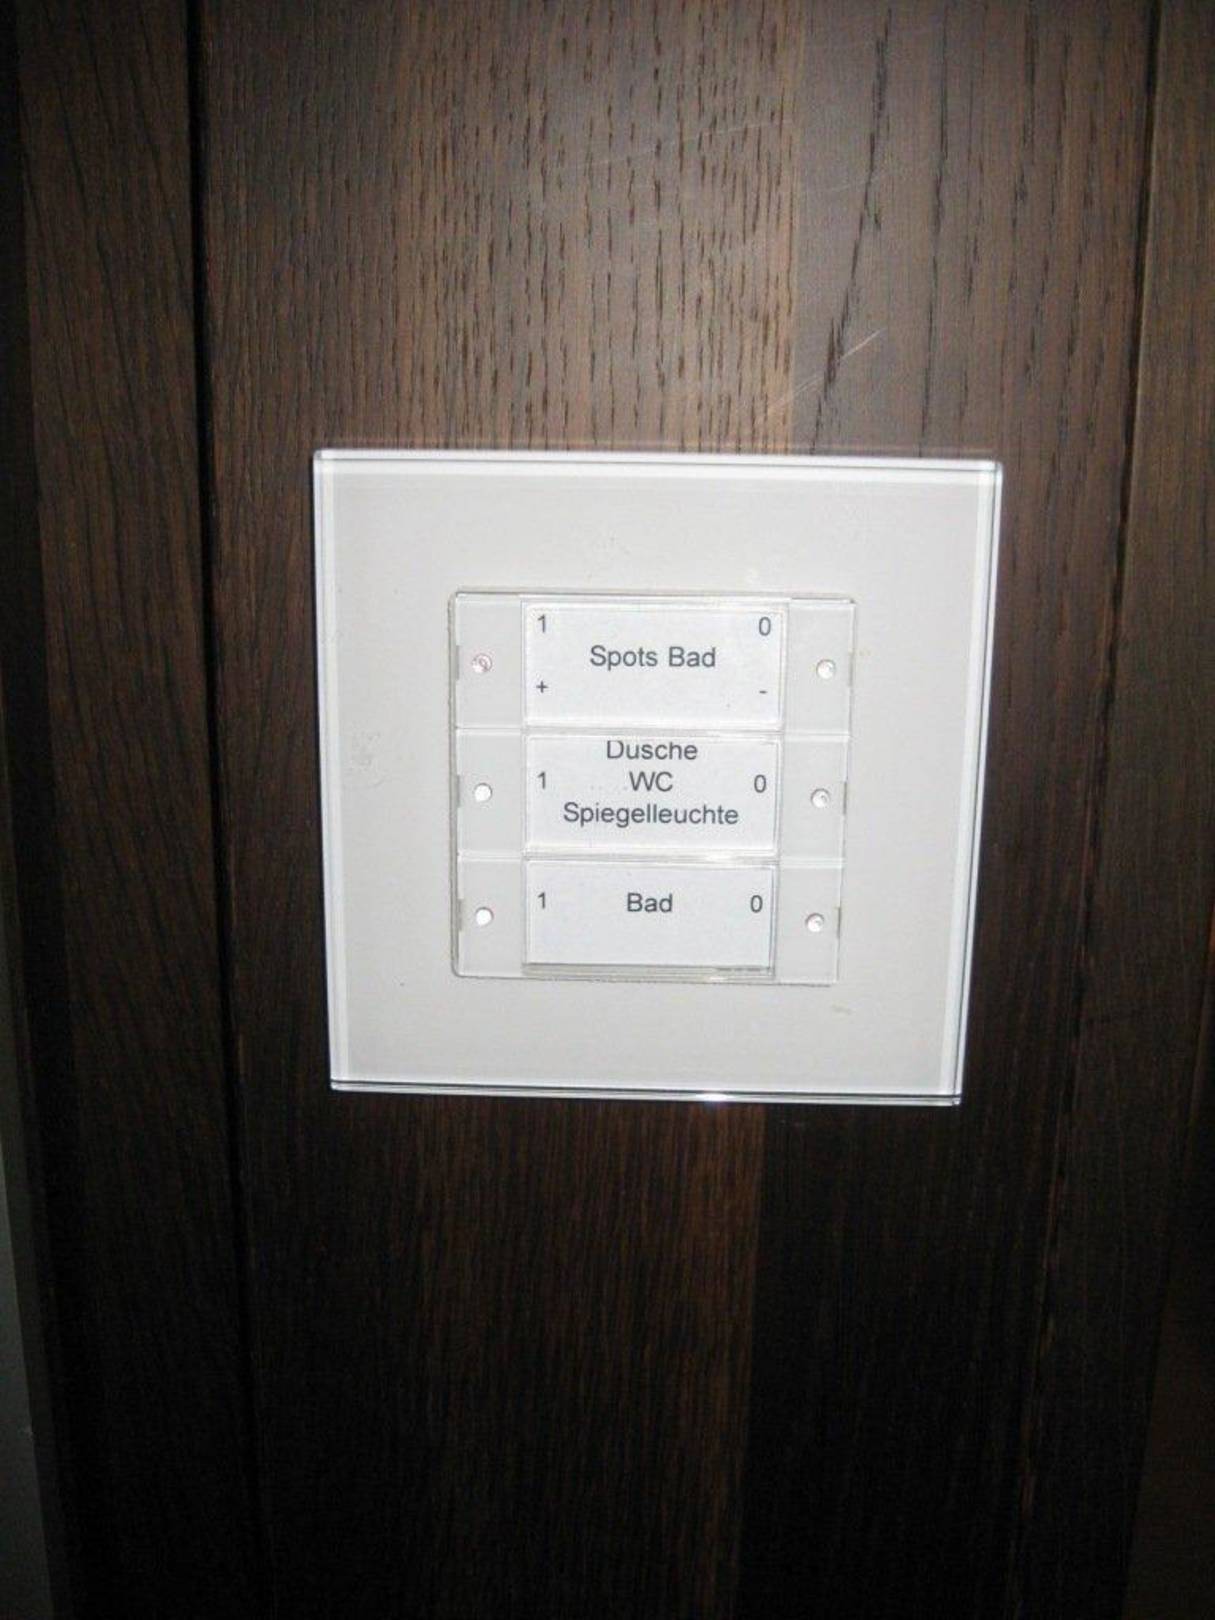 1 0
Spots Bad
+ -
Dusche
1 WC 0
Spiegelleuchte
1 Bad 0